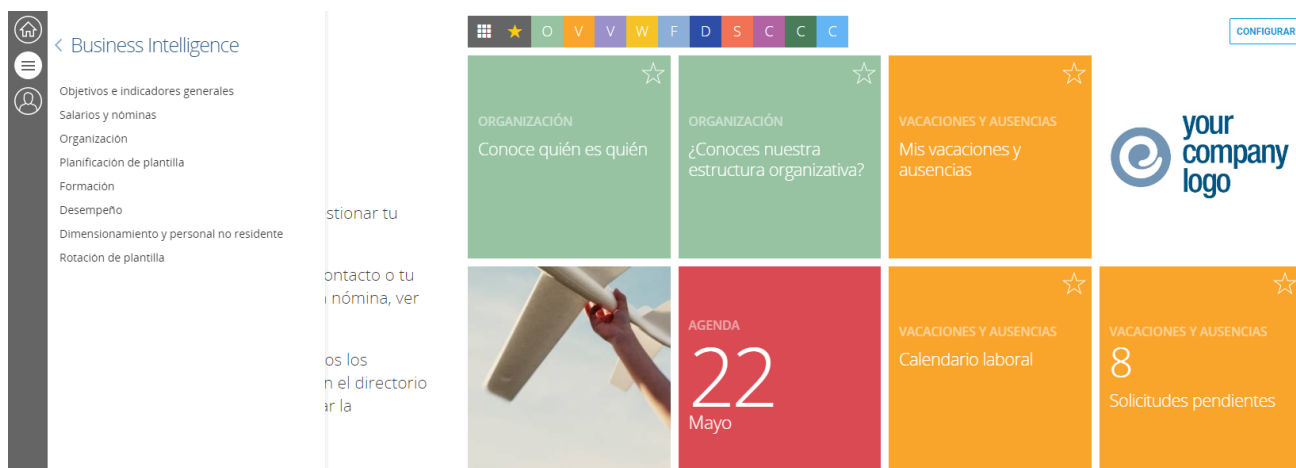 Business Intelligence
Objetivos e indicadores generales
Salarios y nóminas
Organización
Planificación de plantilla
Formación
Desempeño
Dimensionamiento y personal no residente
Rotación de plantilla
stionar tu
ontacto o tu
nómina, ver
os los
n el directorio
ar la
O V V W F D S C C C
CONFIGURAR
ORGANIZACIÓN
Conoce quién es quién
ORGANIZACIÓN
¿Conoces nuestra
estructura organizativa?
VACACIONES Y AUSENCIAS
Mis vacaciones y
ausencias
your
company
logo
AGENDA
22
Mayo
VACACIONES Y AUSENCIAS
Calendario laboral
VACACIONES Y AUSENCIAS
8
Solicitudes pendientes